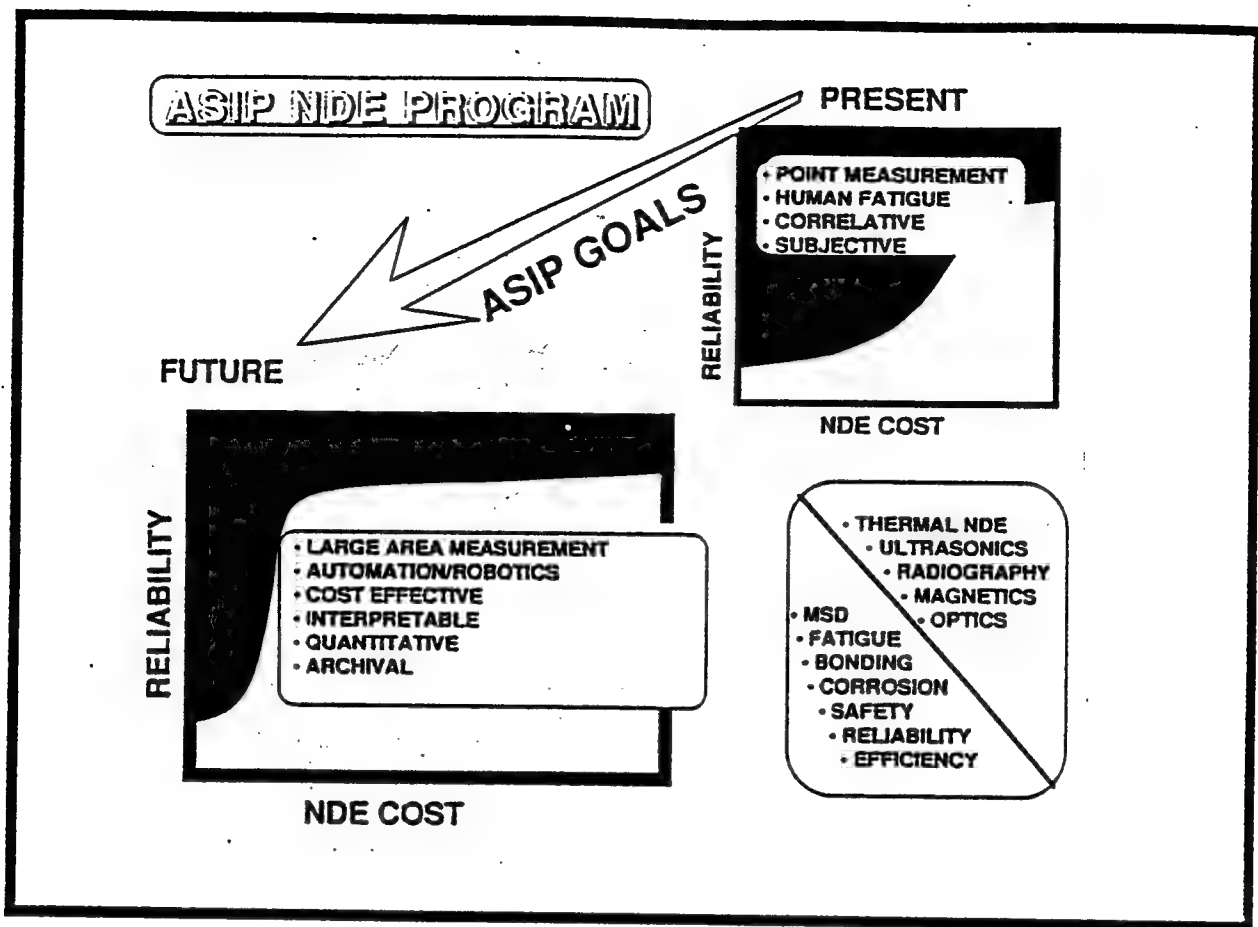 ASIP NDE PROGRAM
PRESENT
• POINT MEASUREMENT
• HUMAN FATIGUE
• CORRELATIVE
• SUBJECTIVE
RELIABILITY
NDE COST
ASIP GOALS
FUTURE
RELIABILITY
• LARGE AREA MEASUREMENT
• AUTOMATION/ROBOTICS
• COST EFFECTIVE
• INTERPRETABLE
• QUANTITATIVE
• ARCHIVAL
NDE COST
• THERMAL NDE
• ULTRASONICS
• RADIOGRAPHY
• MAGNETICS
• OPTICS
• MSD
• FATIGUE
• BONDING
• CORROSION
• SAFETY
• RELIABILITY
• EFFICIENCY